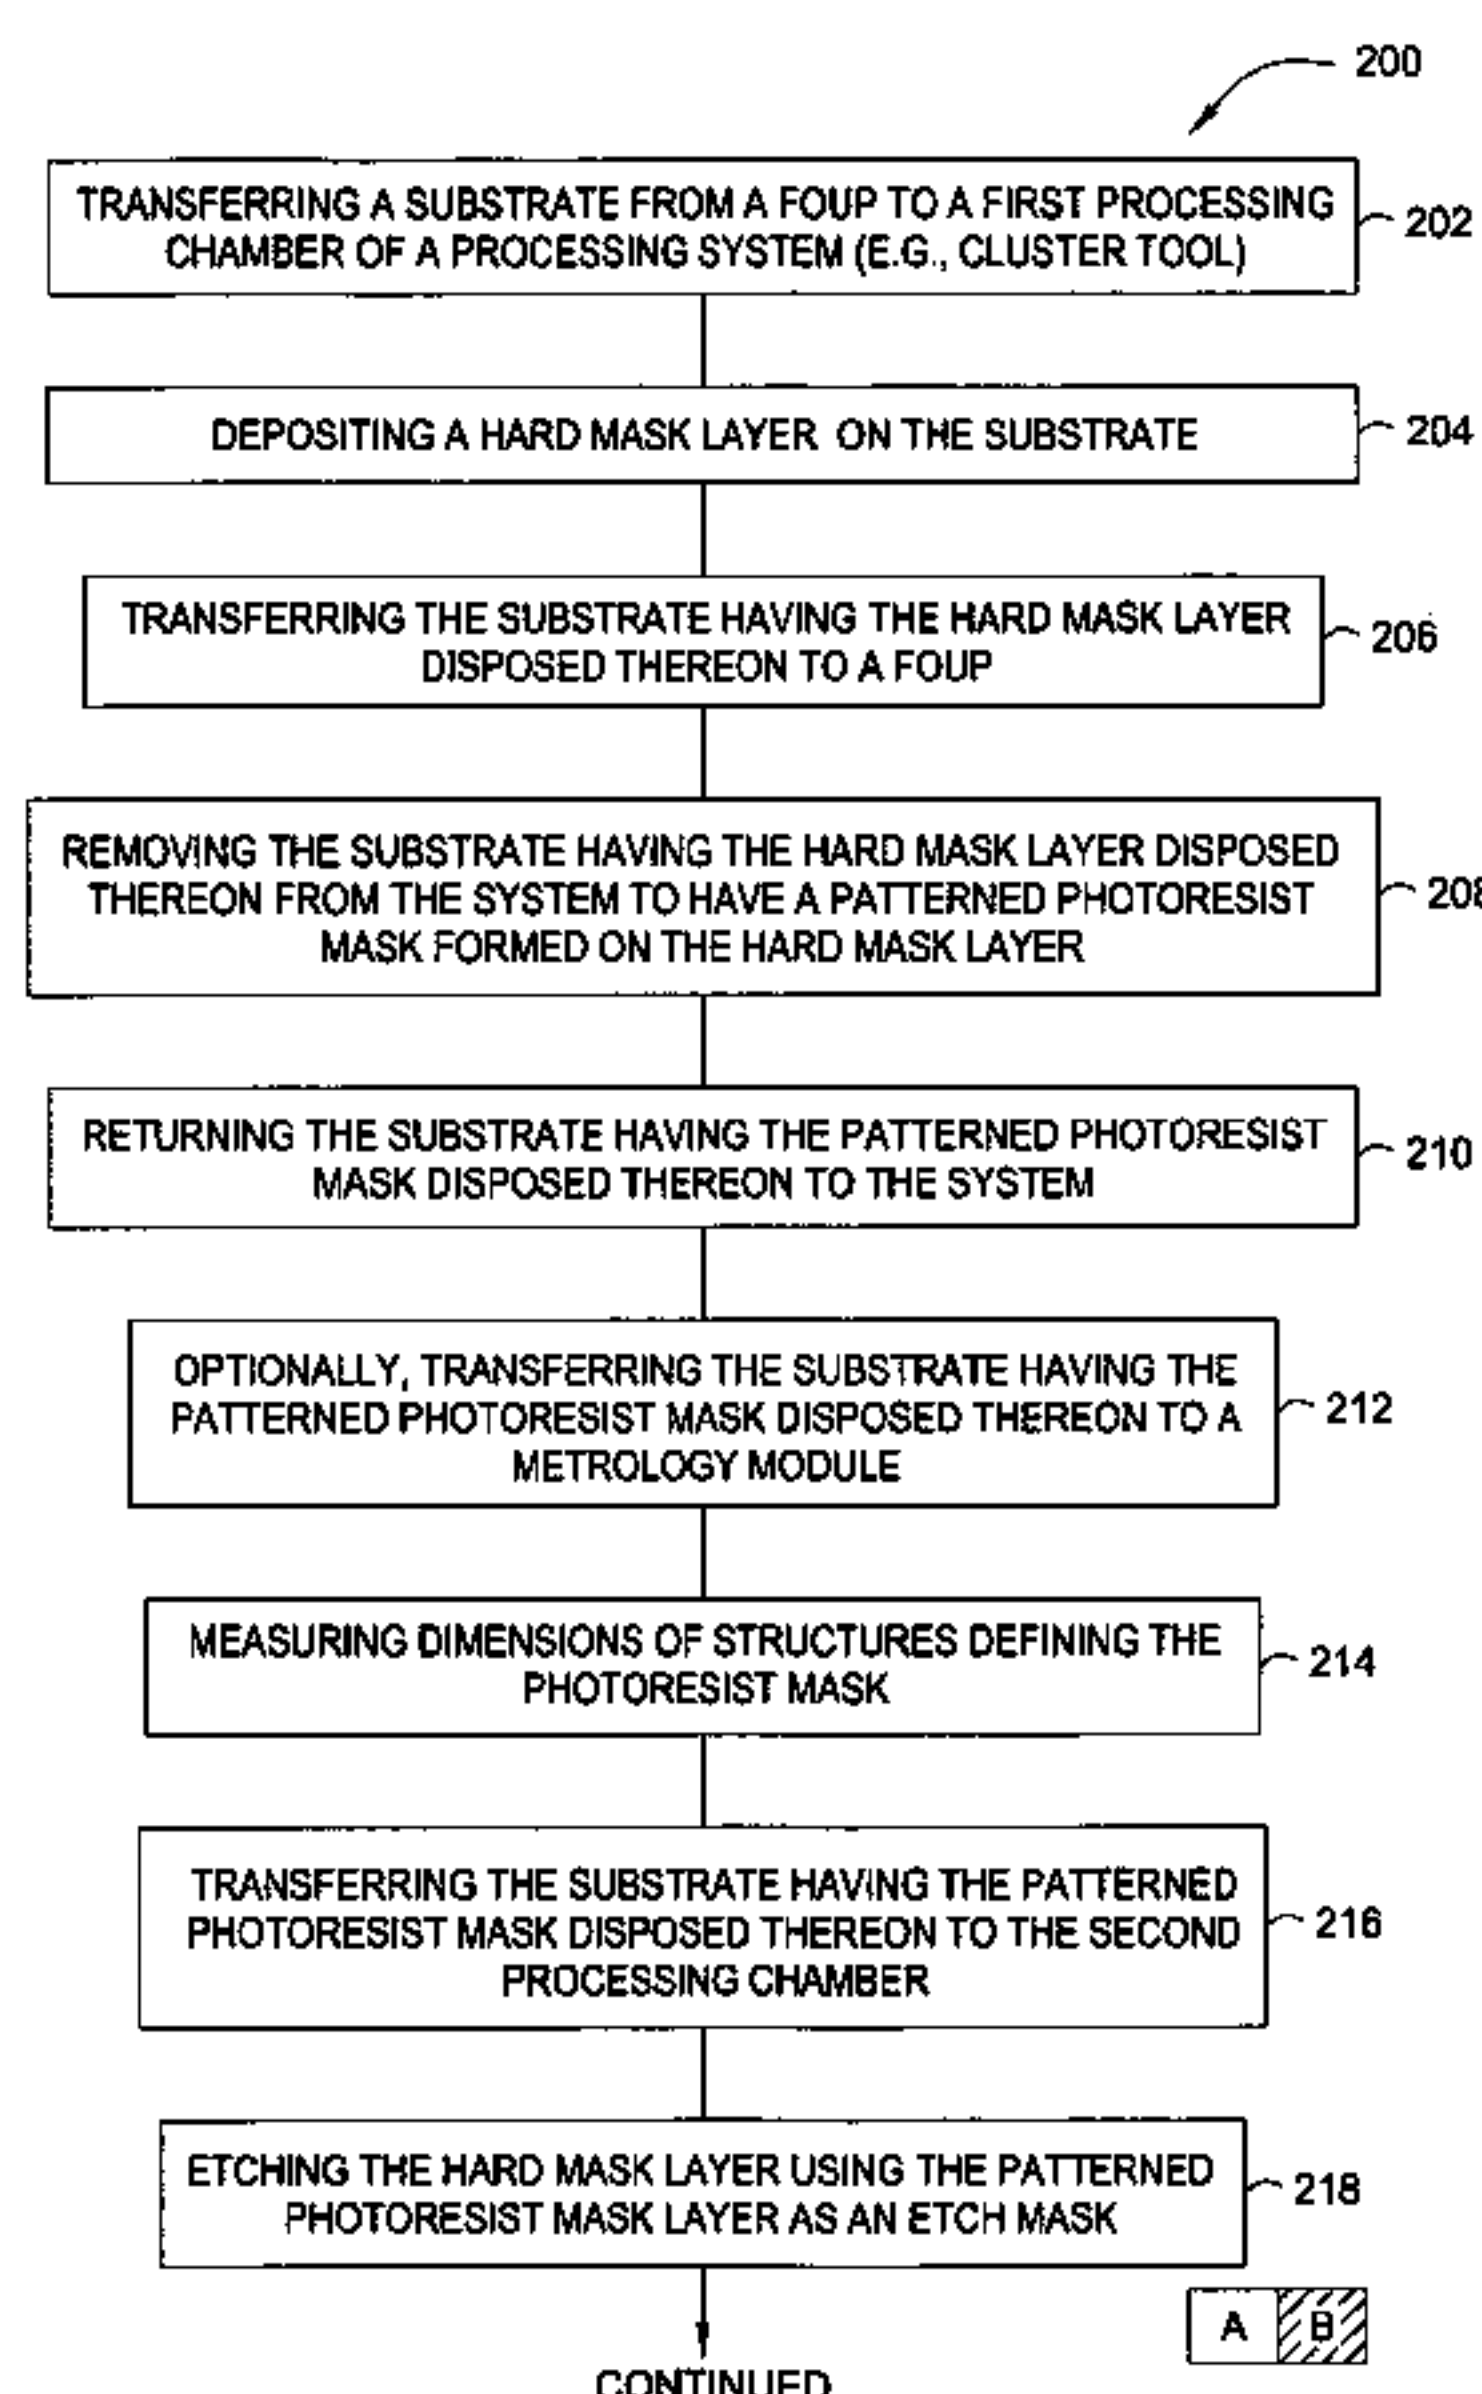 200
TRANSFERRING A SUBSTRATE FROM A FOUP TO A FIRST PROCESSING
CHAMBER OF A PROCESSING SYSTEM (E.G., CLUSTER TOOL)
202
DEPOSITING A HARD MASK LAYER ON THE SUBSTRATE
204
TRANSFERRING THE SUBSTRATE HAVING THE HARD MASK LAYER
DISPOSED THEREON TO A FOUP
206
REMOVING THE SUBSTRATE HAVING THE HARD MASK LAYER DISPOSED
THEREON FROM THE SYSTEM TO HAVE A PATTERNED PHOTORESIST
MASK FORMED ON THE HARD MASK LAYER
208
RETURNING THE SUBSTRATE HAVING THE PATTERNED PHOTORESIST
MASK DISPOSED THEREON TO THE SYSTEM
210
OPTIONALLY, TRANSFERRING THE SUBSTRATE HAVING THE
PATTERNED PHOTORESIST MASK DISPOSED THEREON TO A
METROLOGY MODULE
212
MEASURING DIMENSIONS OF STRUCTURES DEFINING THE
PHOTORESIST MASK
214
TRANSFERRING THE SUBSTRATE HAVING THE PATTERNED
PHOTORESIST MASK DISPOSED THEREON TO THE SECOND
PROCESSING CHAMBER
216
ETCHING THE HARD MASK LAYER USING THE PATTERNED
PHOTORESIST MASK LAYER AS AN ETCH MASK
218
A B
CONTINUED